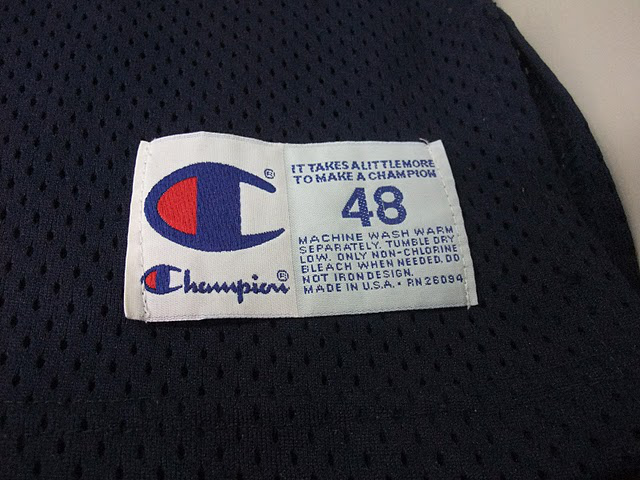 IT TAKES A LITTLE MORE
TO MAKE A CHAMPION
48
MACHINE WASH WARM
SEPARATELY. TUMBLE DRY
LOW. ONLY NON-CHLORINE
BLEACH WHEN NEEDED. DO
NOT IRON DESIGN.
MADE IN U.S.A. • RN 26094
®
Champion®